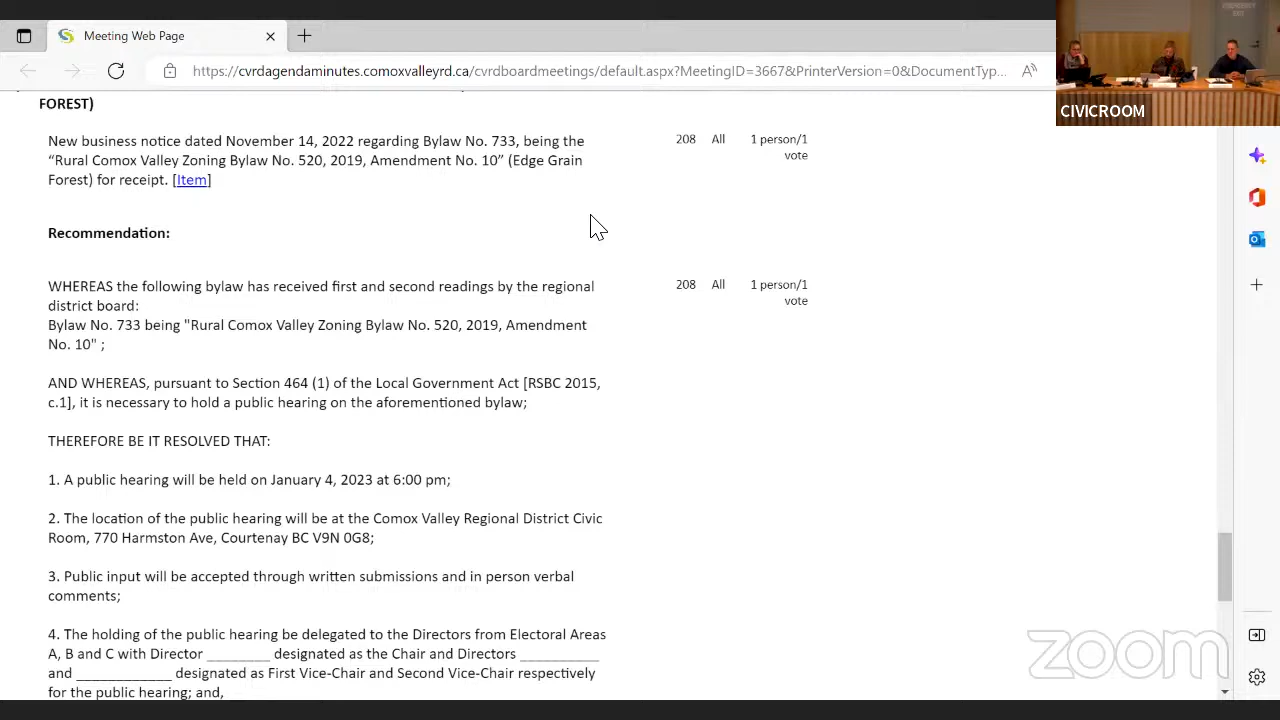 Meeting Web Page
https://cvrdagendaminutes.comoxvalleyrd.ca/cvrdboardmeetings/default.aspx?MeetingID=3667&PrinterVersion=0&DocumentTyp...
CIVICROOM
FOREST)
New business notice dated November 14, 2022 regarding Bylaw No. 733, being the 208 All 1 person/1
“Rural Comox Valley Zoning Bylaw No. 520, 2019, Amendment No. 10” (Edge Grain vote
Forest) for receipt. [Item]
Recommendation:
WHEREAS the following bylaw has received first and second readings by the regional 208 All 1 person/1
district board: vote
Bylaw No. 733 being "Rural Comox Valley Zoning Bylaw No. 520, 2019, Amendment
No. 10" ;
AND WHEREAS, pursuant to Section 464 (1) of the Local Government Act [RSBC 2015,
c.1], it is necessary to hold a public hearing on the aforementioned bylaw;
THEREFORE BE IT RESOLVED THAT:
1. A public hearing will be held on January 4, 2023 at 6:00 pm;
2. The location of the public hearing will be at the Comox Valley Regional District Civic
Room, 770 Harmston Ave, Courtenay BC V9N 0G8;
3. Public input will be accepted through written submissions and in person verbal
comments;
4. The holding of the public hearing be delegated to the Directors from Electoral Areas
A, B and C with Director ________ designated as the Chair and Directors __________
and ____________ designated as First Vice-Chair and Second Vice-Chair respectively
for the public hearing; and,
zoom